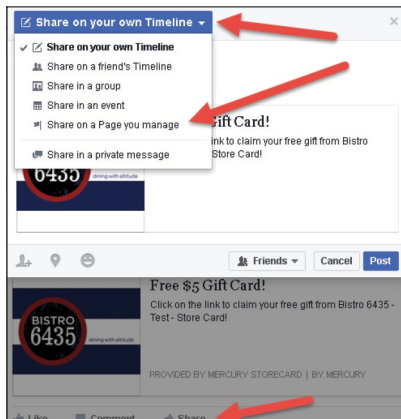 Share on your own Timeline
×
Share on your own Timeline
Share on a friend's Timeline
Share in a group
Share in an event
Share on a Page you manage
Share in a private message
Gift Card!
ink to claim your free gift from Bistro
Store Card!
6435
dining with altitude
Friends
Cancel
Post
BISTRO
6435
dining with altitude
Free $5 Gift Card!
Click on the link to claim your free gift from Bistro 6435 -
Test - Store Card!
PROVIDED BY MERCURY STORECARD | BY MERCURY
Like
Comment
Share